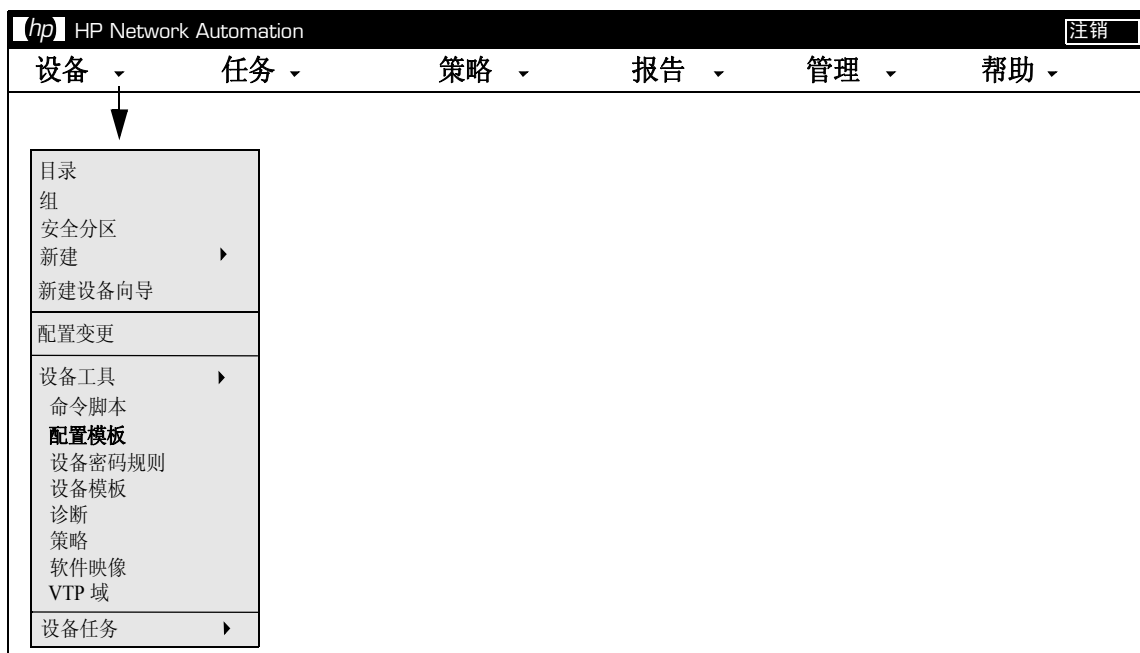 (hp) HP Network Automation 注销
设备 任务 策略 报告 管理 帮助
目录
组
安全分区
新建
新建设备向导
配置变更
设备工具
命令脚本
配置模板
设备密码规则
设备模板
诊断
策略
软件映像
VTP 域
设备任务